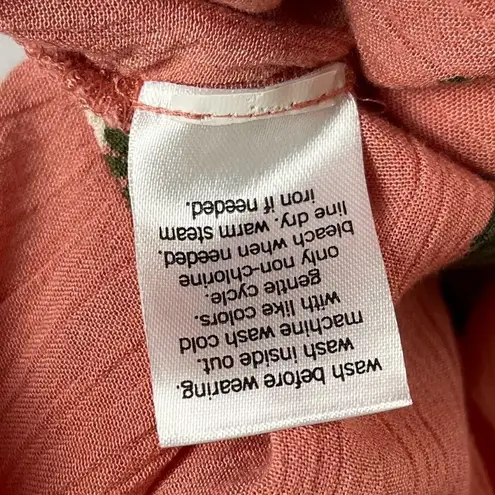 wash before wearing.
wash inside out.
machine wash cold
with like colors.
gentle cycle.
only non-chlorine
bleach when needed.
line dry. warm steam
iron if needed.